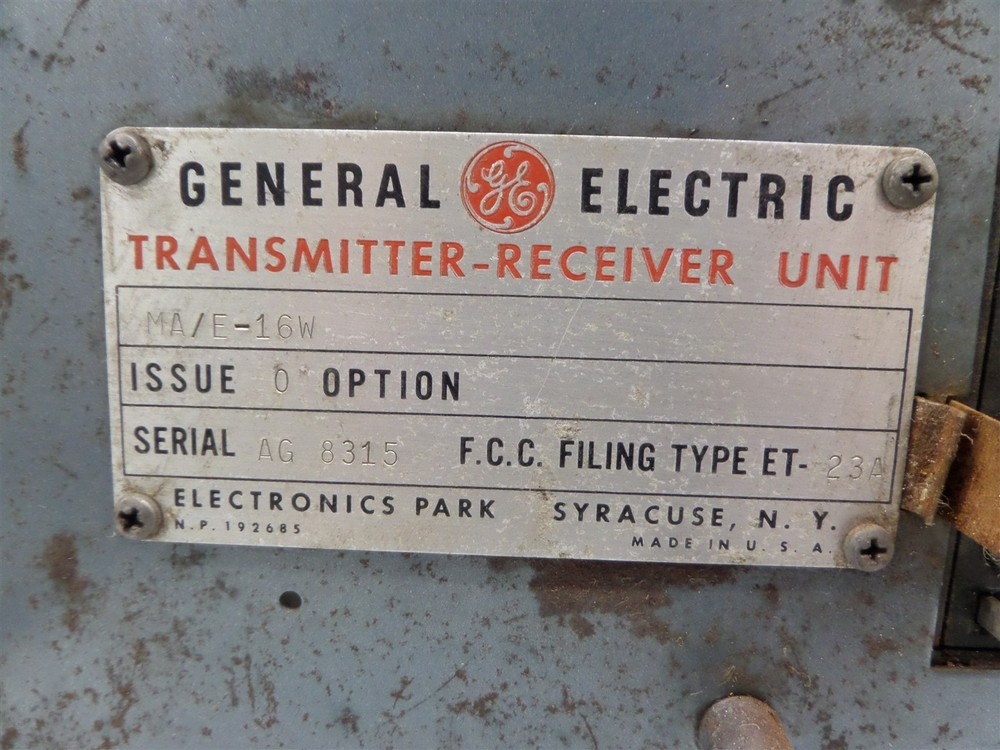 GENERAL GE ELECTRIC
TRANSMITTER-RECEIVER UNIT
MA/E-16W
ISSUE 0 OPTION
SERIAL AG 8315 F.C.C. FILING TYPE ET- 23A
ELECTRONICS PARK SYRACUSE, N. Y.
N.P. 192685 MADE IN U. S. A.